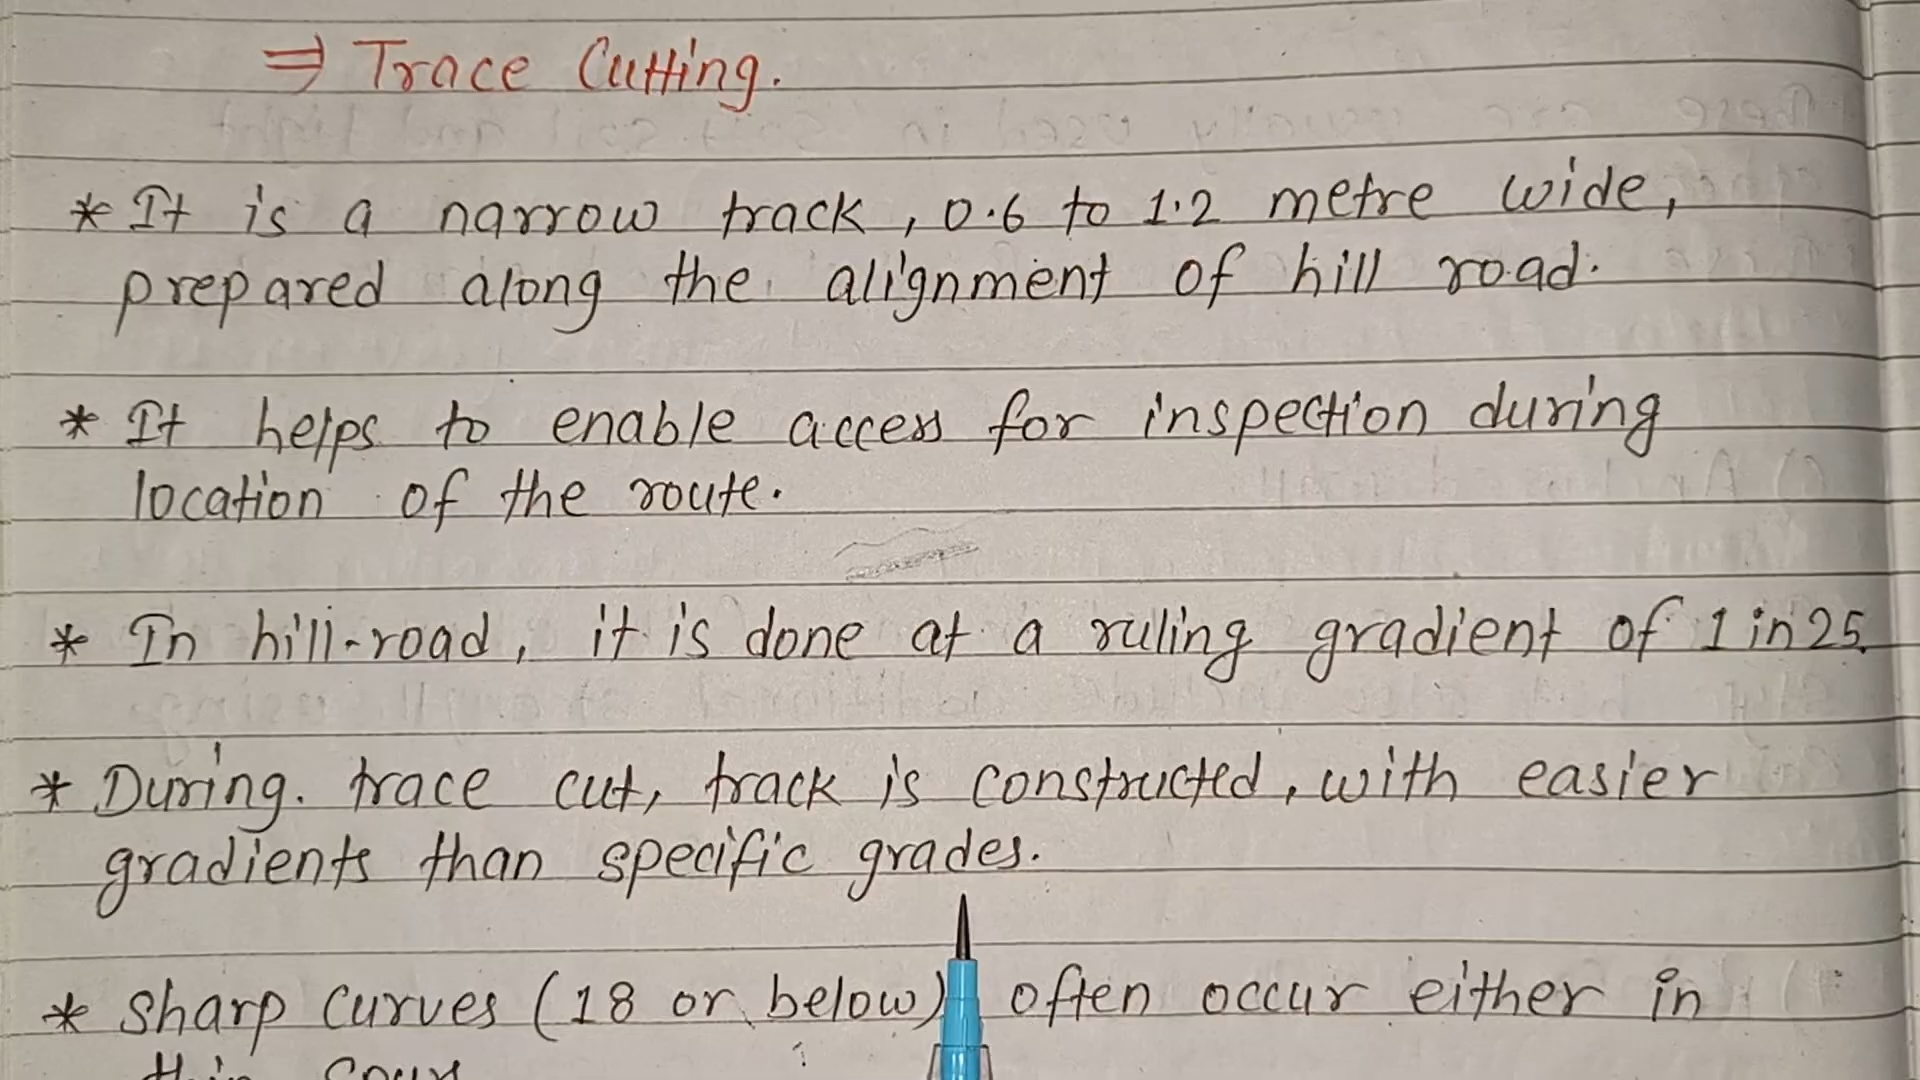 ⇒ Trace Cutting.
* It is a narrow track, 0.6 to 1.2 metre wide,
prepared along the alignment of hill road.
* It helps to enable access for inspection during
location of the route.
* In hill-road, it is done at a ruling gradient of 1 in 25.
* During. trace cut, track is constructed, with easier
gradients than specific grades.
* Sharp curves (18 or below) often occur either in